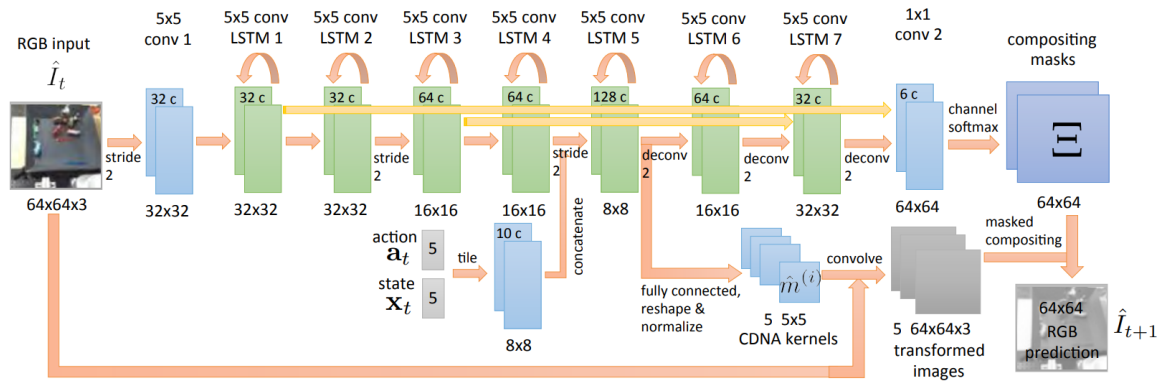 RGB input
Î_t
64x64x3
stride
2
5x5
conv 1
32 c
32x32
5x5 conv
LSTM 1
32 c
32x32
5x5 conv
LSTM 2
32 c
32x32
stride
2
5x5 conv
LSTM 3
64 c
16x16
5x5 conv
LSTM 4
64 c
16x16
stride
2
5x5 conv
LSTM 5
128 c
8x8
deconv
2
5x5 conv
LSTM 6
64 c
16x16
deconv
2
5x5 conv
LSTM 7
32 c
32x32
deconv
2
1x1
conv 2
6 c
64x64
channel
softmax
compositing
masks
Ξ
64x64
action
a_t
5
state
x_t
5
tile
10 c
8x8
concatenate
fully connected,
reshape &
normalize
m̂^(i)
5 5x5
CDNA kernels
convolve
5 64x64x3
transformed
images
masked
compositing
64x64
RGB
prediction
Î_{t+1}